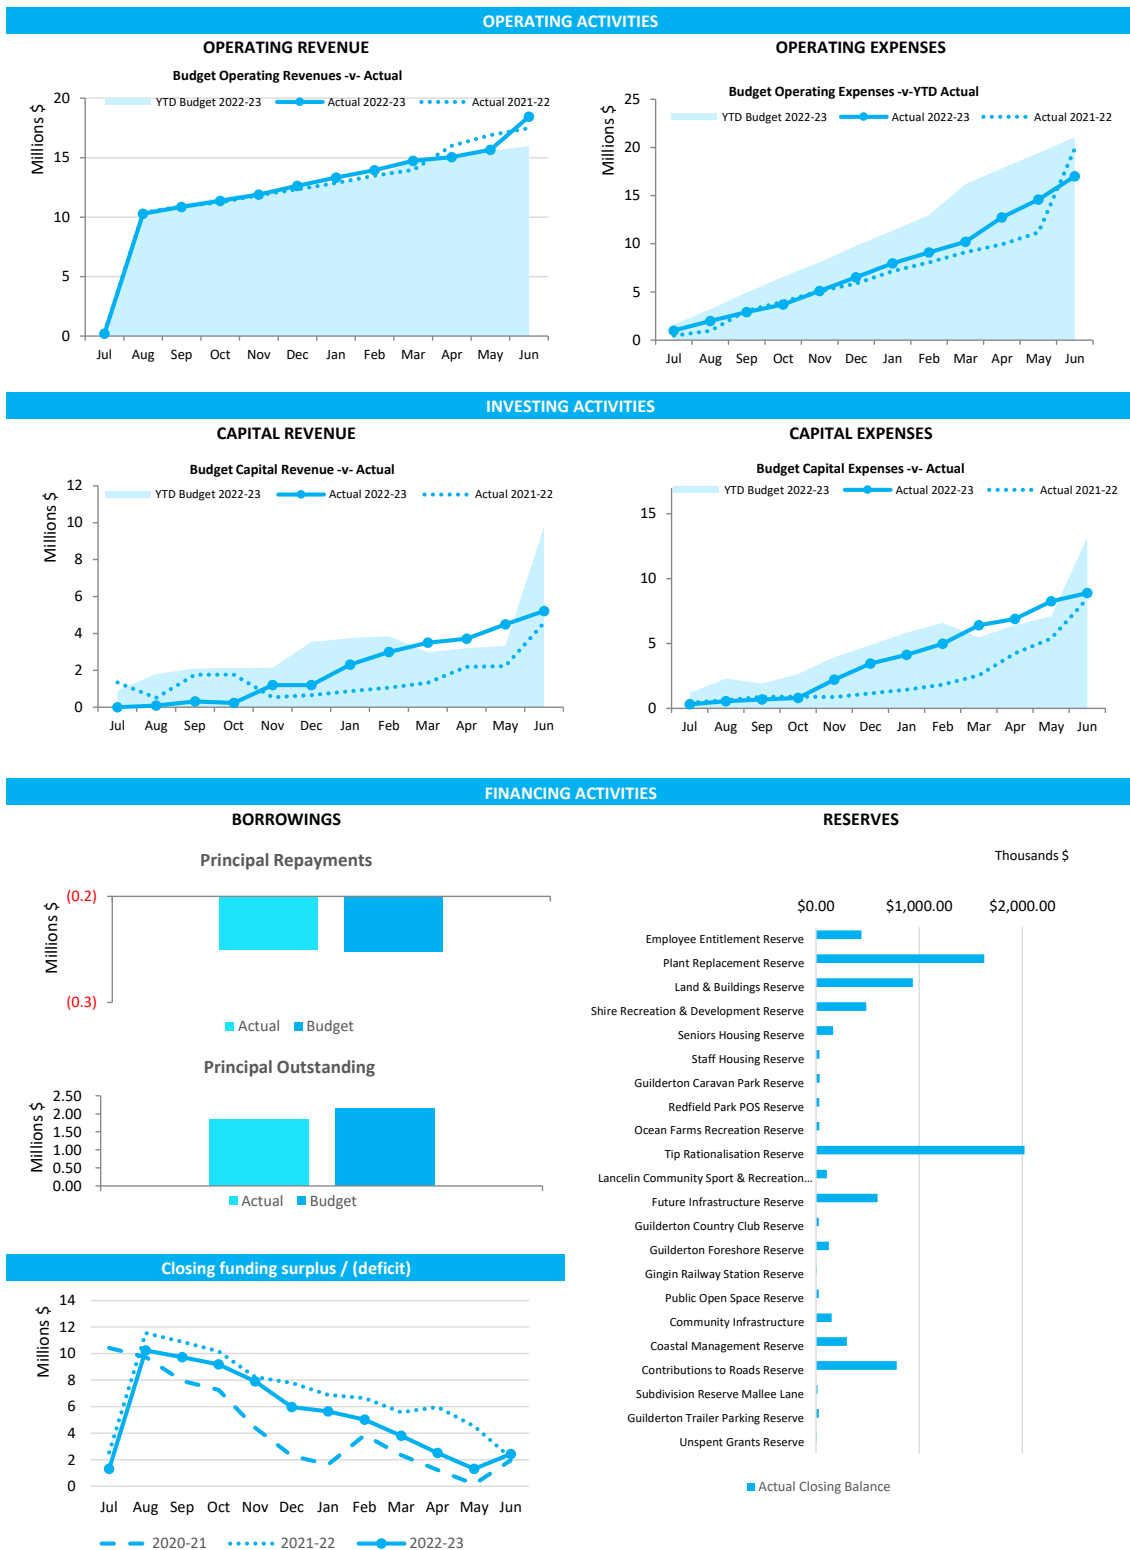 OPERATING ACTIVITIES
OPERATING REVENUE
Budget Operating Revenues -v- Actual
YTD Budget 2022-23 Actual 2022-23 Actual 2021-22
Millions $
20
15
10
5
0
Jul Aug Sep Oct Nov Dec Jan Feb Mar Apr May Jun
OPERATING EXPENSES
Budget Operating Expenses -v-YTD Actual
YTD Budget 2022-23 Actual 2022-23 Actual 2021-22
Millions $
25
20
15
10
5
0
Jul Aug Sep Oct Nov Dec Jan Feb Mar Apr May Jun
INVESTING ACTIVITIES
CAPITAL REVENUE
Budget Capital Revenue -v- Actual
YTD Budget 2022-23 Actual 2022-23 Actual 2021-22
Millions $
12
10
8
6
4
2
0
Jul Aug Sep Oct Nov Dec Jan Feb Mar Apr May Jun
CAPITAL EXPENSES
Budget Capital Expenses -v- Actual
YTD Budget 2022-23 Actual 2022-23 Actual 2021-22
15
10
5
0
Jul Aug Sep Oct Nov Dec Jan Feb Mar Apr May Jun
FINANCING ACTIVITIES
BORROWINGS
Principal Repayments
Millions $
(0.2)
(0.3)
Actual Budget
Principal Outstanding
Millions $
2.50
2.00
1.50
1.00
0.50
0.00
Actual Budget
RESERVES
Thousands $
$0.00 $1,000.00 $2,000.00
Employee Entitlement Reserve
Plant Replacement Reserve
Land & Buildings Reserve
Shire Recreation & Development Reserve
Seniors Housing Reserve
Staff Housing Reserve
Guilderton Caravan Park Reserve
Redfield Park POS Reserve
Ocean Farms Recreation Reserve
Tip Rationalisation Reserve
Lancelin Community Sport & Recreation...
Future Infrastructure Reserve
Guilderton Country Club Reserve
Guilderton Foreshore Reserve
Gingin Railway Station Reserve
Public Open Space Reserve
Community Infrastructure
Coastal Management Reserve
Contributions to Roads Reserve
Subdivision Reserve Mallee Lane
Guilderton Trailer Parking Reserve
Unspent Grants Reserve
Actual Closing Balance
Closing funding surplus / (deficit)
Millions $
14
12
10
8
6
4
2
0
Jul Aug Sep Oct Nov Dec Jan Feb Mar Apr May Jun
2020-21 2021-22 2022-23